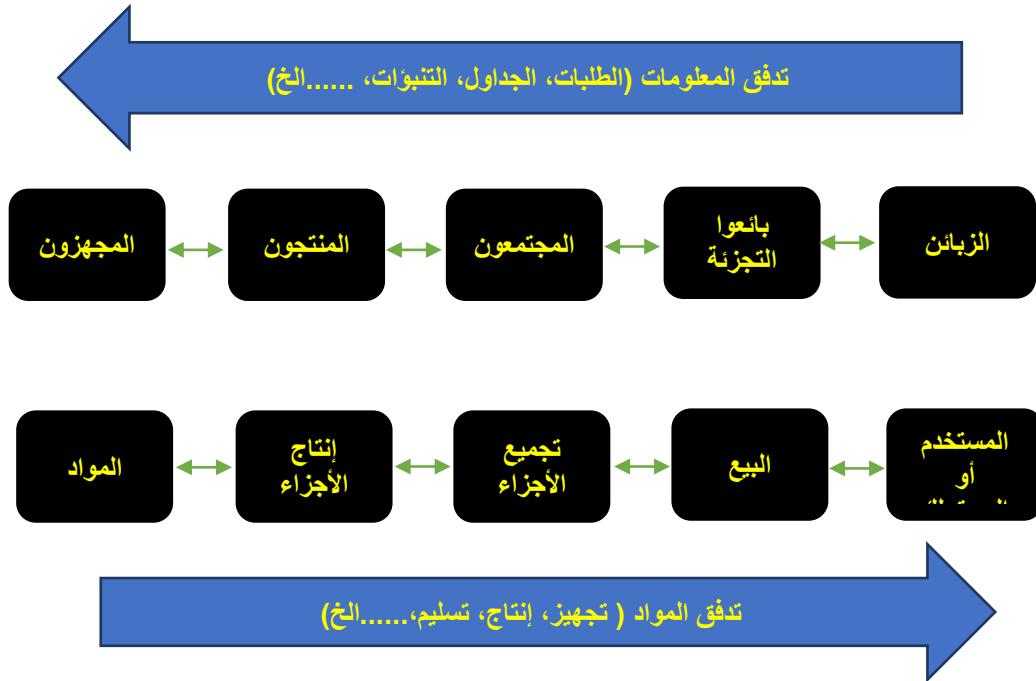 تدفق المعلومات (الطلبات، الجداول، التنبؤات، ......الخ)
الزبائن
بائعوا
التجزئة
المجتمعون
المنتجون
المجهزون
المستخدم
أو
البيع
تجميع
الأجزاء
إنتاج
الأجزاء
المواد
تدفق المواد ( تجهيز، إنتاج، تسليم،......الخ)